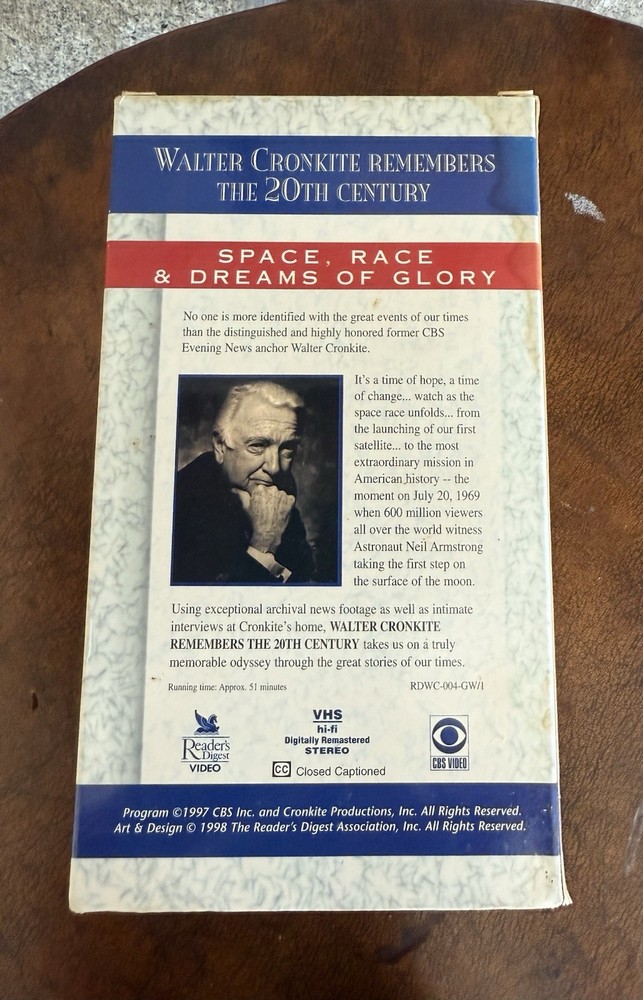 WALTER CRONKITE REMEMBERS
THE 20TH CENTURY
SPACE, RACE
& DREAMS OF GLORY
No one is more identified with the great events of our times
than the distinguished and highly honored former CBS
Evening News anchor Walter Cronkite.
It's a time of hope, a time
of change... watch as the
space race unfolds... from
the launching of our first
satellite... to the most
extraordinary mission in
American history -- the
moment on July 20, 1969
when 600 million viewers
all over the world witness
Astronaut Neil Armstrong
taking the first step on
the surface of the moon.
Using exceptional archival news footage as well as intimate
interviews at Cronkite's home, WALTER CRONKITE
REMEMBERS THE 20TH CENTURY takes us on a truly
memorable odyssey through the great stories of our times.
Running time: Approx. 51 minutes RDWC-004-GW/1
Reader's
Digest
VIDEO
VHS
hi-fi
Digitally Remastered
STEREO
CC Closed Captioned
CBS VIDEO
Program ©1997 CBS Inc. and Cronkite Productions, Inc. All Rights Reserved.
Art & Design © 1998 The Reader's Digest Association, Inc. All Rights Reserved.